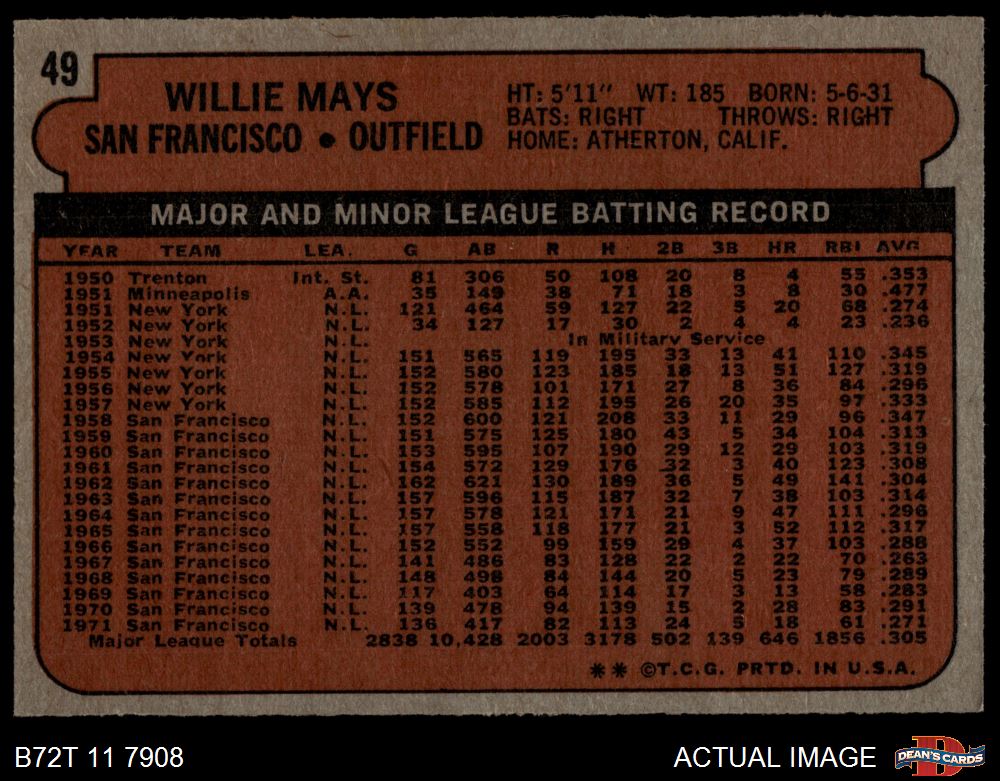 49
WILLIE MAYS
SAN FRANCISCO • OUTFIELD
HT: 5'11" WT: 185 BORN: 5-6-31
BATS: RIGHT THROWS: RIGHT
HOME: ATHERTON, CALIF.
MAJOR AND MINOR LEAGUE BATTING RECORD
YEAR TEAM LEA. G AB R H 2B 3B HR RBI AVG
1950 Trenton Int. St. 81 306 50 108 20 8 4 55 .353
1951 Minneapolis A.A. 35 149 38 71 18 3 8 30 .477
1951 New York N.L. 121 464 59 127 22 5 20 68 .274
1952 New York N.L. 34 127 17 30 2 4 4 23 .236
1953 New York N.L. In Military Service
1954 New York N.L. 151 565 119 195 33 13 41 110 .345
1955 New York N.L. 152 580 123 185 18 13 51 127 .319
1956 New York N.L. 152 578 101 171 27 8 36 84 .296
1957 New York N.L. 152 585 112 195 26 20 35 97 .333
1958 San Francisco N.L. 152 600 121 208 33 11 29 96 .347
1959 San Francisco N.L. 151 575 125 180 43 5 34 104 .313
1960 San Francisco N.L. 153 595 107 190 29 12 29 103 .319
1961 San Francisco N.L. 154 572 129 176 32 3 40 123 .308
1962 San Francisco N.L. 162 621 130 189 36 5 49 141 .304
1963 San Francisco N.L. 157 596 115 187 32 7 38 103 .314
1964 San Francisco N.L. 157 578 121 171 21 9 47 111 .296
1965 San Francisco N.L. 157 558 118 177 21 3 52 112 .317
1966 San Francisco N.L. 152 552 99 159 29 4 37 103 .288
1967 San Francisco N.L. 141 486 83 128 22 2 22 70 .263
1968 San Francisco N.L. 148 498 84 144 20 5 23 79 .289
1969 San Francisco N.L. 117 403 64 114 17 3 13 58 .283
1970 San Francisco N.L. 139 478 94 139 15 2 28 83 .291
1971 San Francisco N.L. 136 417 82 113 24 5 18 61 .271
Major League Totals 2838 10,428 2003 3178 502 139 646 1856 .305
** ©T.C.G. PRTD. IN U.S.A.
B72T 11 7908
ACTUAL IMAGE
D
DEAN'S CARDS